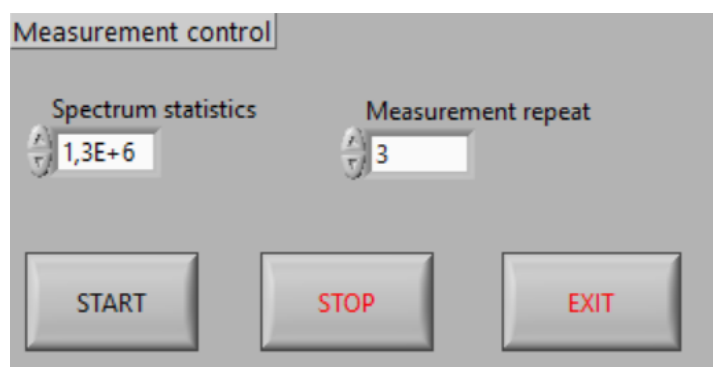 Measurement control
Spectrum statistics Measurement repeat
1,3E+6 3
START STOP EXIT